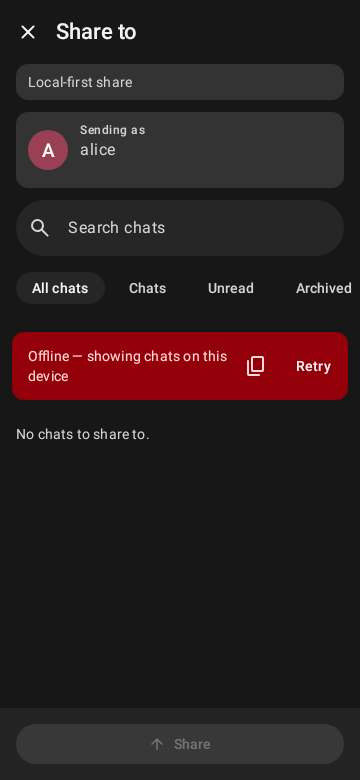 Share to
Local-first share
Sending as
A
alice
Search chats
All chats
Chats
Unread
Archived
Offline — showing chats on this
device
Retry
No chats to share to.
Share